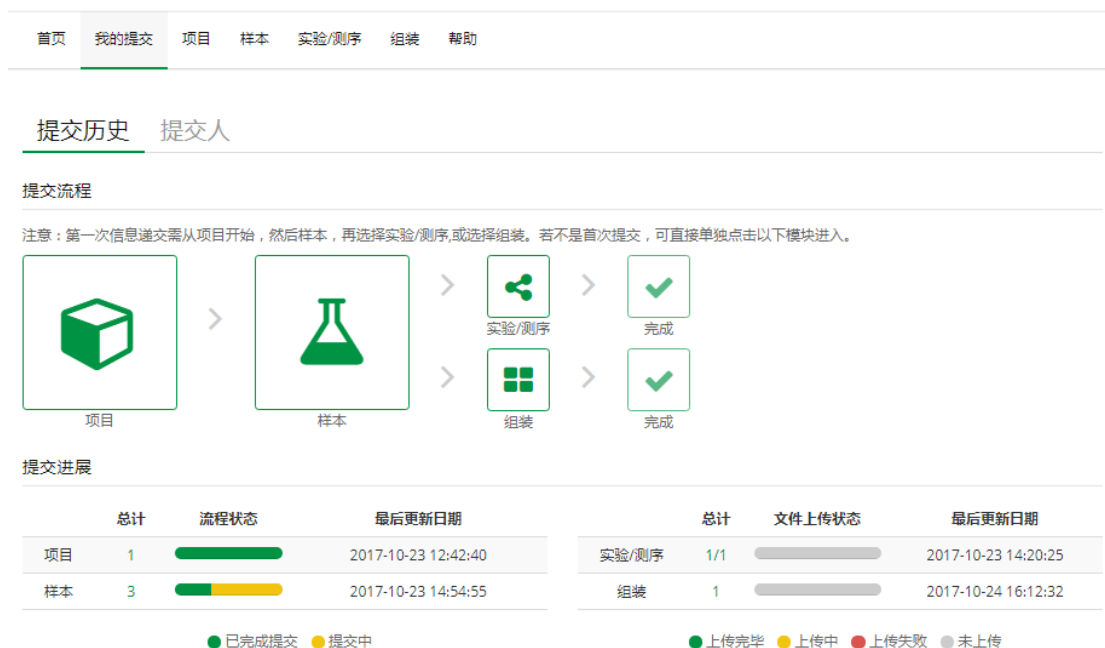 首页 我的提交 项目 样本 实验/测序 组装 帮助
提交历史 提交人
提交流程
注意：第一次信息递交需从项目开始，然后样本，再选择实验/测序,或选择组装。若不是首次提交，可直接单独点击以下模块进入。
实验/测序 完成
项目 样本 组装 完成
提交进展
总计 流程状态 最后更新日期 总计 文件上传状态 最后更新日期
项目 1 2017-10-23 12:42:40 实验/测序 1/1 2017-10-23 14:20:25
样本 3 2017-10-23 14:54:55 组装 1 2017-10-24 16:12:32
已完成提交 提交中 上传完毕 上传中 上传失败 未上传